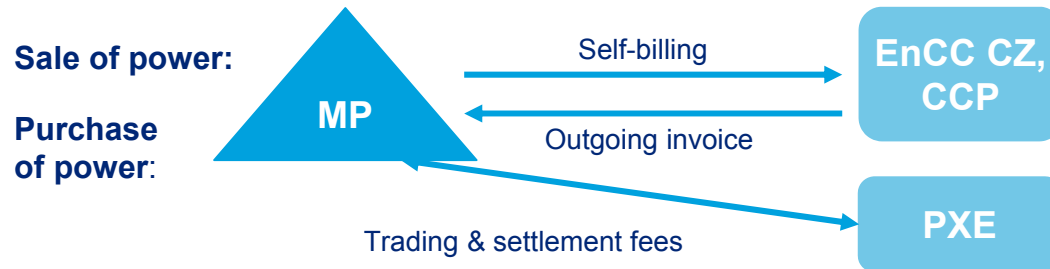 Sale of power:
Self-billing
EnCC CZ,
CCP
MP
Purchase
of power:
Outgoing invoice
PXE
Trading & settlement fees